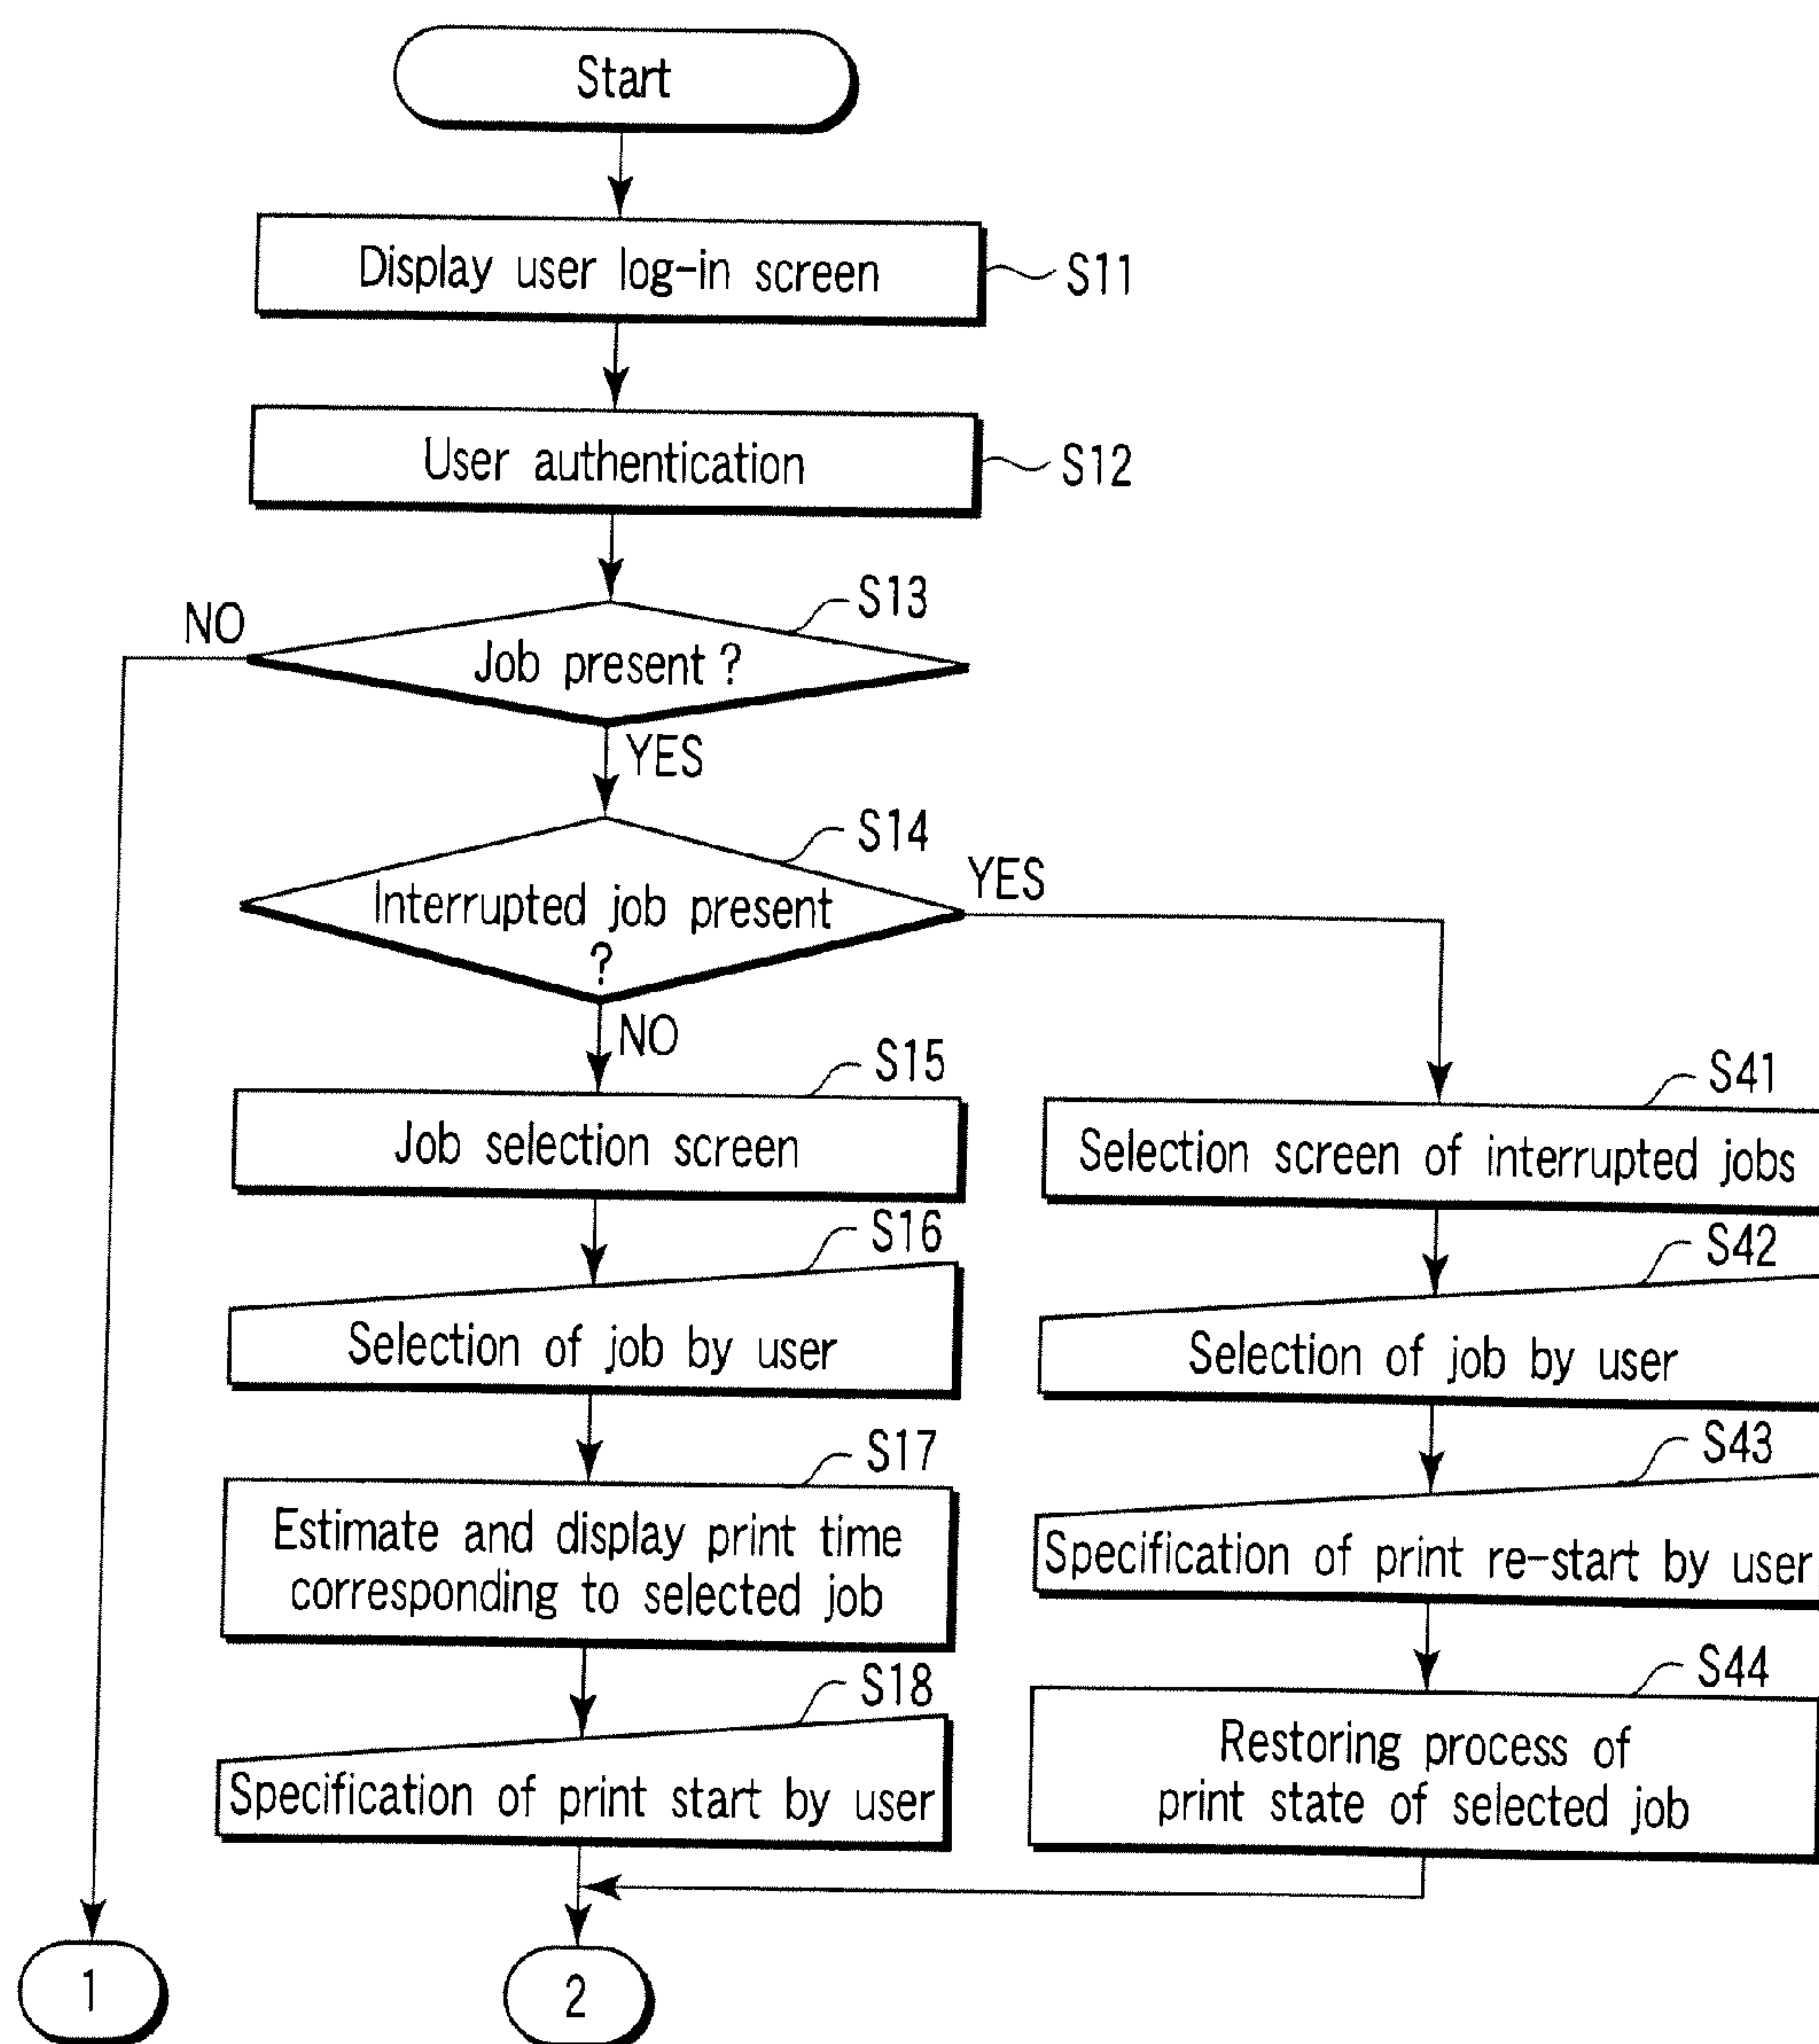 Start
Display user log-in screen
S11
User authentication
S12
S13
NO
Job present ?
YES
S14
YES
Interrupted job present
?
NO
S15
Job selection screen
S16
Selection of job by user
S17
Estimate and display print time
corresponding to selected job
S18
Specification of print start by user
S41
Selection screen of interrupted jobs
S42
Selection of job by user
S43
Specification of print re-start by user
S44
Restoring process of
print state of selected job
1
2